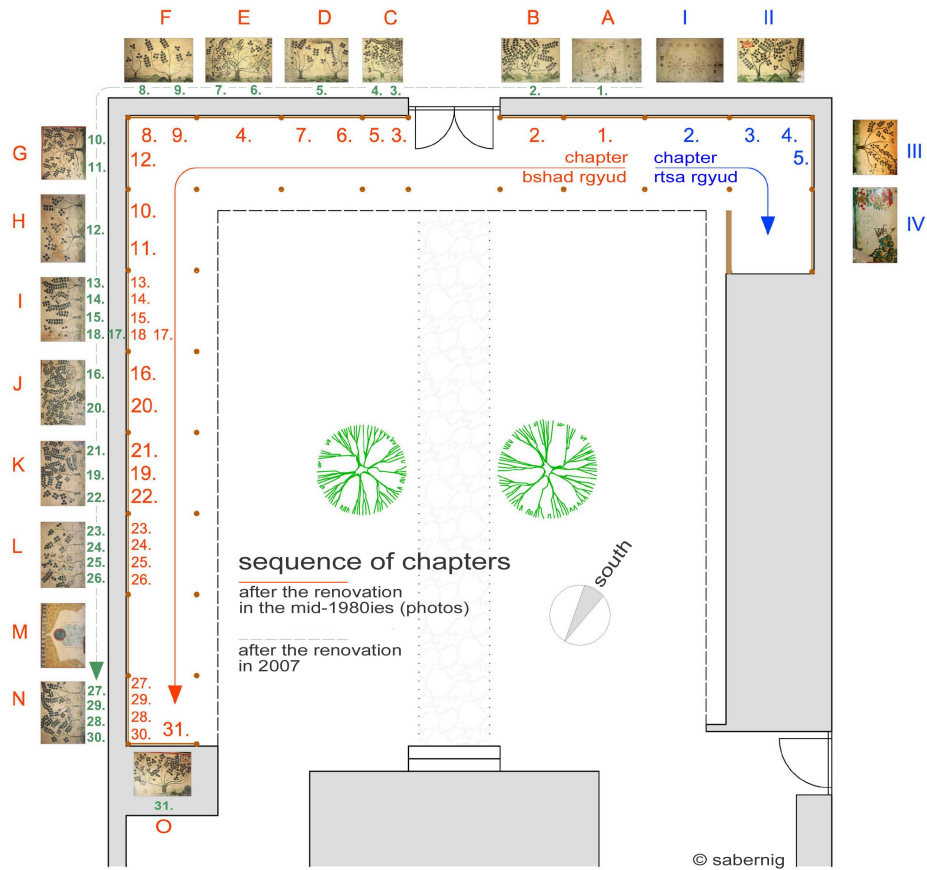 F E D C B A I II
8. 9. 7. 6. 5. 4. 3. 2. 1.
8. 9. 4. 7. 6. 5. 3. 2. 1. 2. 3. 4.
G 10. 12. chapter chapter 5. III
11. bshad rgyud rtsa rgyud
H 12. 10. IV
11.
I 13. 13.
14. 14.
15. 15.
18. 17. 18 17.
J 16. 16.
20. 20.
K 21. 21.
19. 19.
22. 22.
L 23. 23.
24. 24.
25. 25.
26. 26.
sequence of chapters
after the renovation
in the mid-1980ies (photos)
south
after the renovation
in 2007
M
N 27. 27.
29. 29.
28. 28. 31.
30. 30.
31.
O
© sabernig